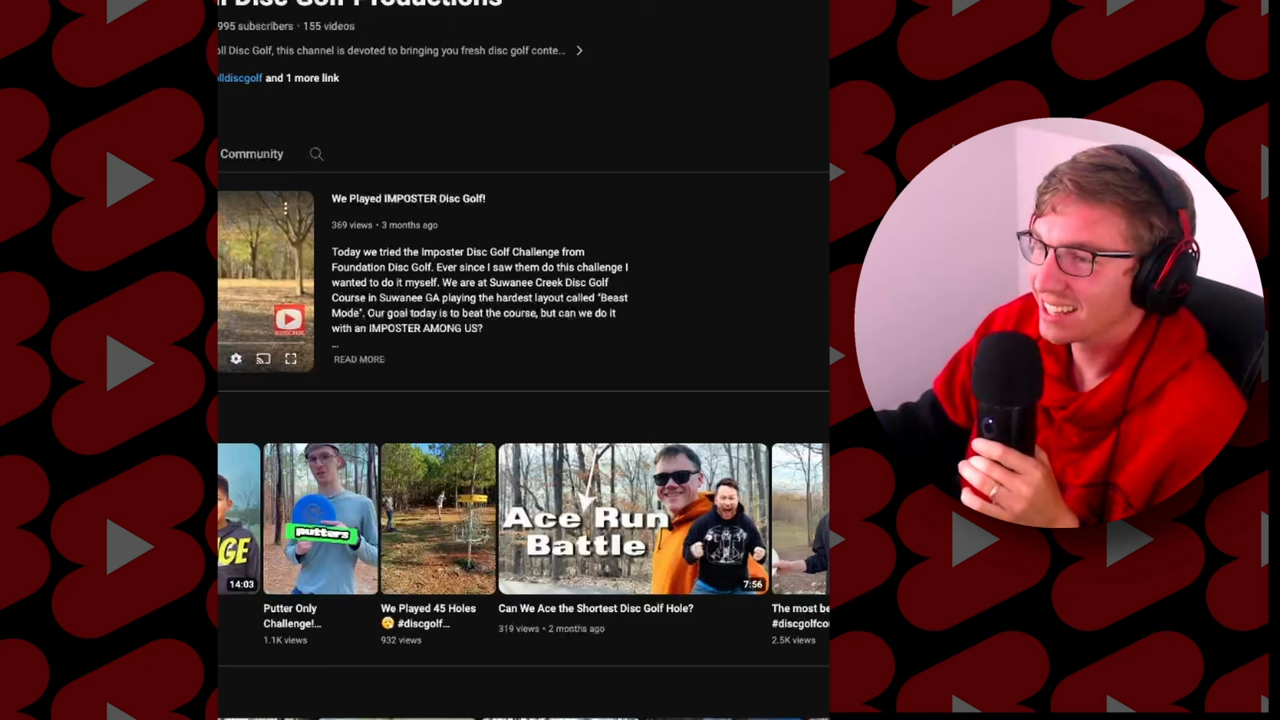 Disc Golf Productions
995 subscribers · 155 videos
oll Disc Golf, this channel is devoted to bringing you fresh disc golf conte...
olldiscgolf and 1 more link
Community
We Played IMPOSTER Disc Golf!
369 views · 3 months ago
Today we tried the Imposter Disc Golf Challenge from
Foundation Disc Golf. Ever since I saw them do this challenge I
wanted to do it myself. We are at Suwanee Creek Disc Golf
Course in Suwanee GA playing the hardest layout called "Beast
Mode". Our goal today is to beat the course, but can we do it
with an IMPOSTER AMONG US?
...
READ MORE
SUBSCRIBE
GE
14:03
putters
Ace Run
Battle
7:56
Putter Only
Challenge!...
1.1K views
We Played 45 Holes
😳 #discgolf...
932 views
Can We Ace the Shortest Disc Golf Hole?
319 views · 2 months ago
The most be
#discgolfcou
2.5K views